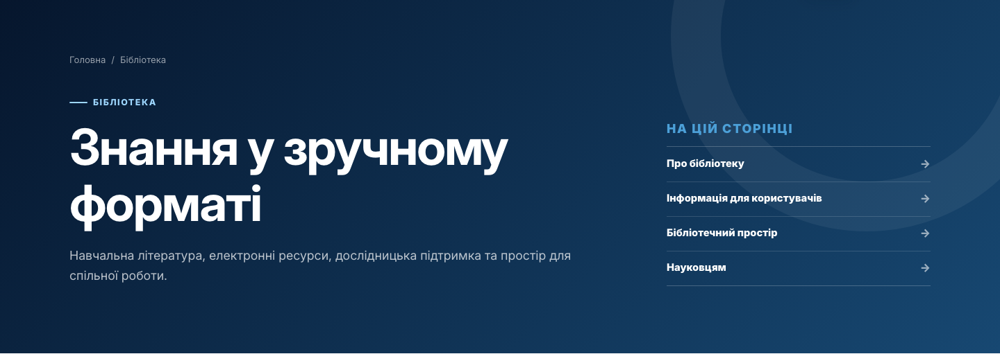 Головна / Бібліотека
БІБЛІОТЕКА
Знання у зручному
форматі
Навчальна література, електронні ресурси, дослідницька підтримка та простір для
спільної роботи.
НА ЦІЙ СТОРІНЦІ
Про бібліотеку →
Інформація для користувачів →
Бібліотечний простір →
Науковцям →